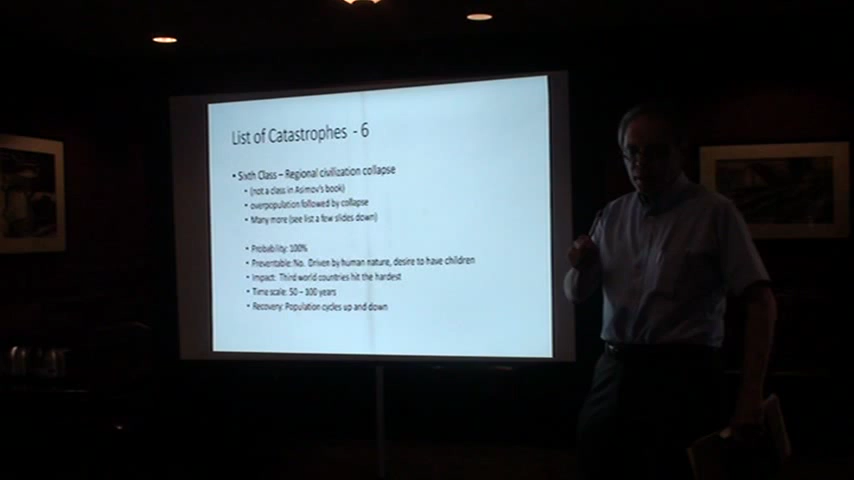 List of Catastrophes - 6
• Sixth Class – Regional civilization collapse
• (not a class in Asimov's book)
• overpopulation followed by collapse
• Many more (see list a few slides down)
• Probability: 100%
• Preventable: No. Driven by human nature, desire to have children
• Impact: Third world countries hit the hardest
• Time scale: 50 – 100 years
• Recovery: Population cycles up and down